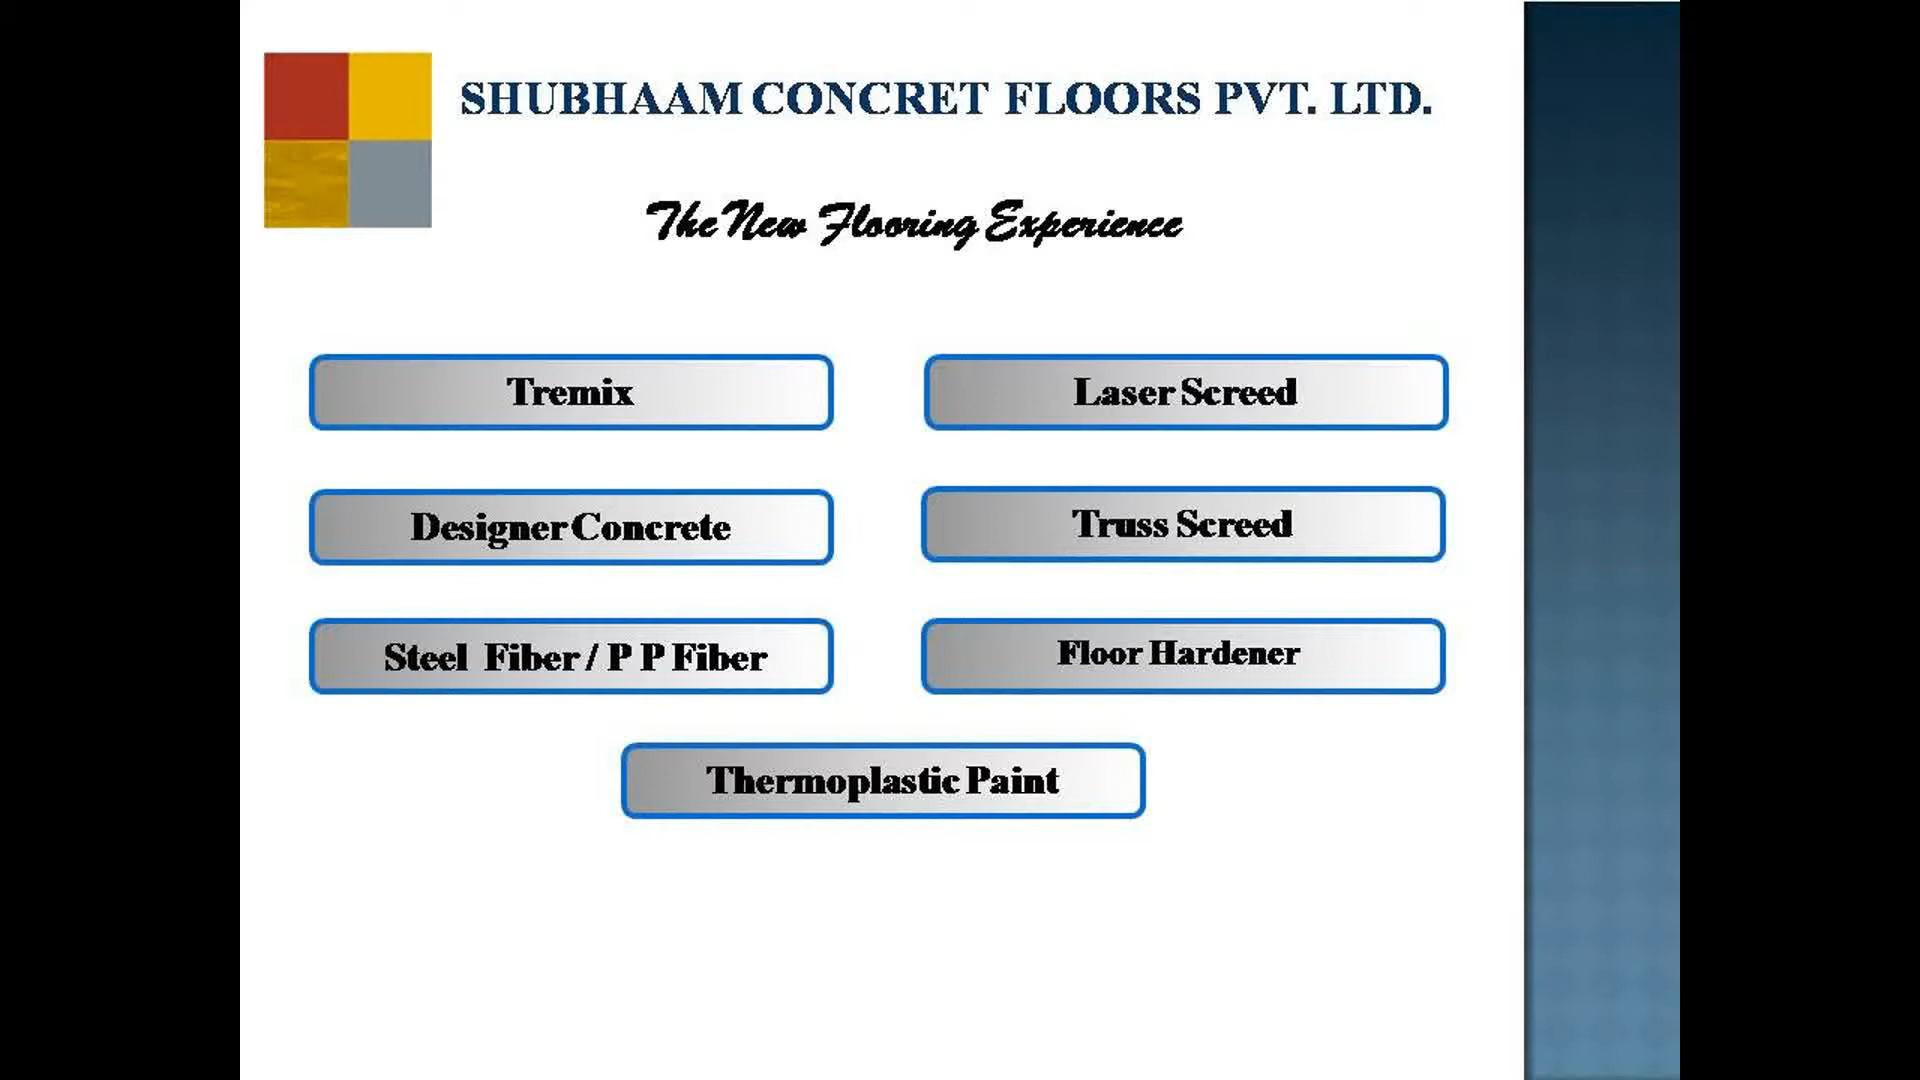 SHUBHAAM CONCRET FLOORS PVT. LTD.
The New Flooring Experience
Tremix
Laser Screed
Designer Concrete
Truss Screed
Steel Fiber / P P Fiber
Floor Hardener
Thermoplastic Paint